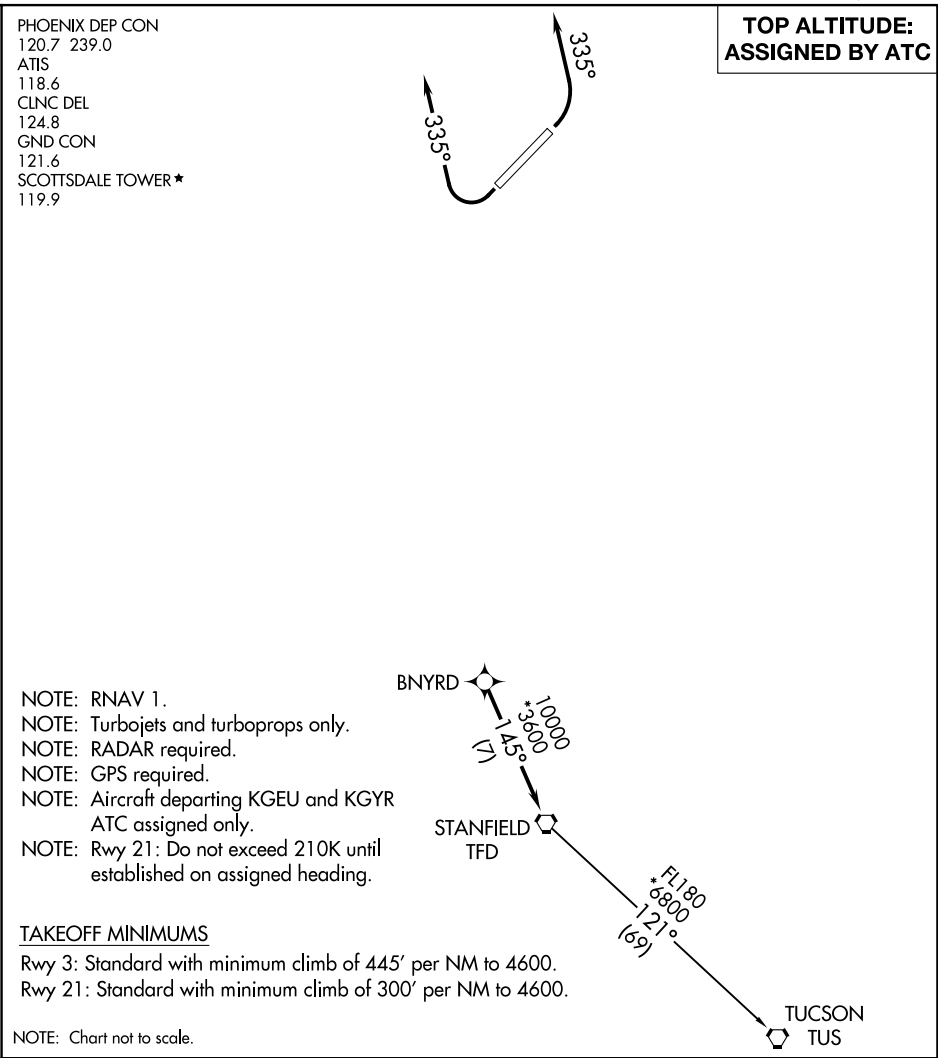 PHOENIX DEP CON
120.7 239.0
ATIS
118.6
CLNC DEL
124.8
GND CON
121.6
SCOTTSDALE TOWER★
119.9
TOP ALTITUDE:
ASSIGNED BY ATC
335°
335°
NOTE: RNAV 1.
NOTE: Turbojets and turboprops only.
NOTE: RADAR required.
NOTE: GPS required.
NOTE: Aircraft departing KGEU and KGYR
ATC assigned only.
NOTE: Rwy 21: Do not exceed 210K until
established on assigned heading.
TAKEOFF MINIMUMS
Rwy 3: Standard with minimum climb of 445' per NM to 4600.
Rwy 21: Standard with minimum climb of 300' per NM to 4600.
NOTE: Chart not to scale.
BNYRD
10000
*3600
145°
(7)
STANFIELD
TFD
FL180
*6800
121°
(69)
TUCSON
TUS